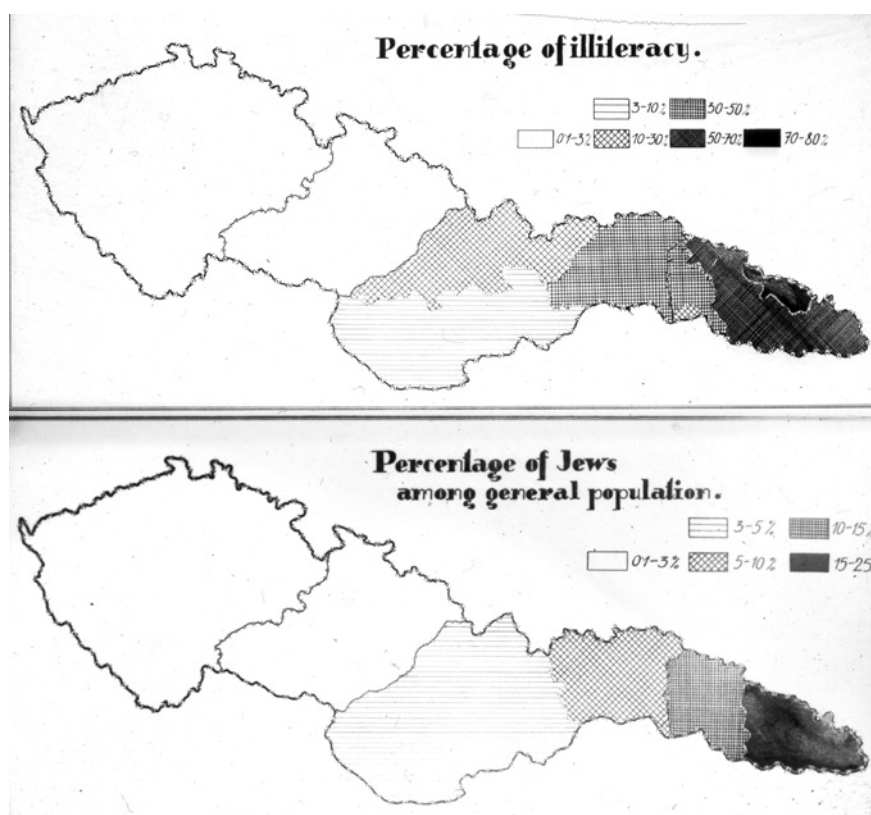 Percentage of illiteracy.
3-10% 30-50%
01-3% 10-30% 50-70% 70-80%
Percentage of Jews
among general population.
3-5% 10-15%
01-3% 5-10% 15-25